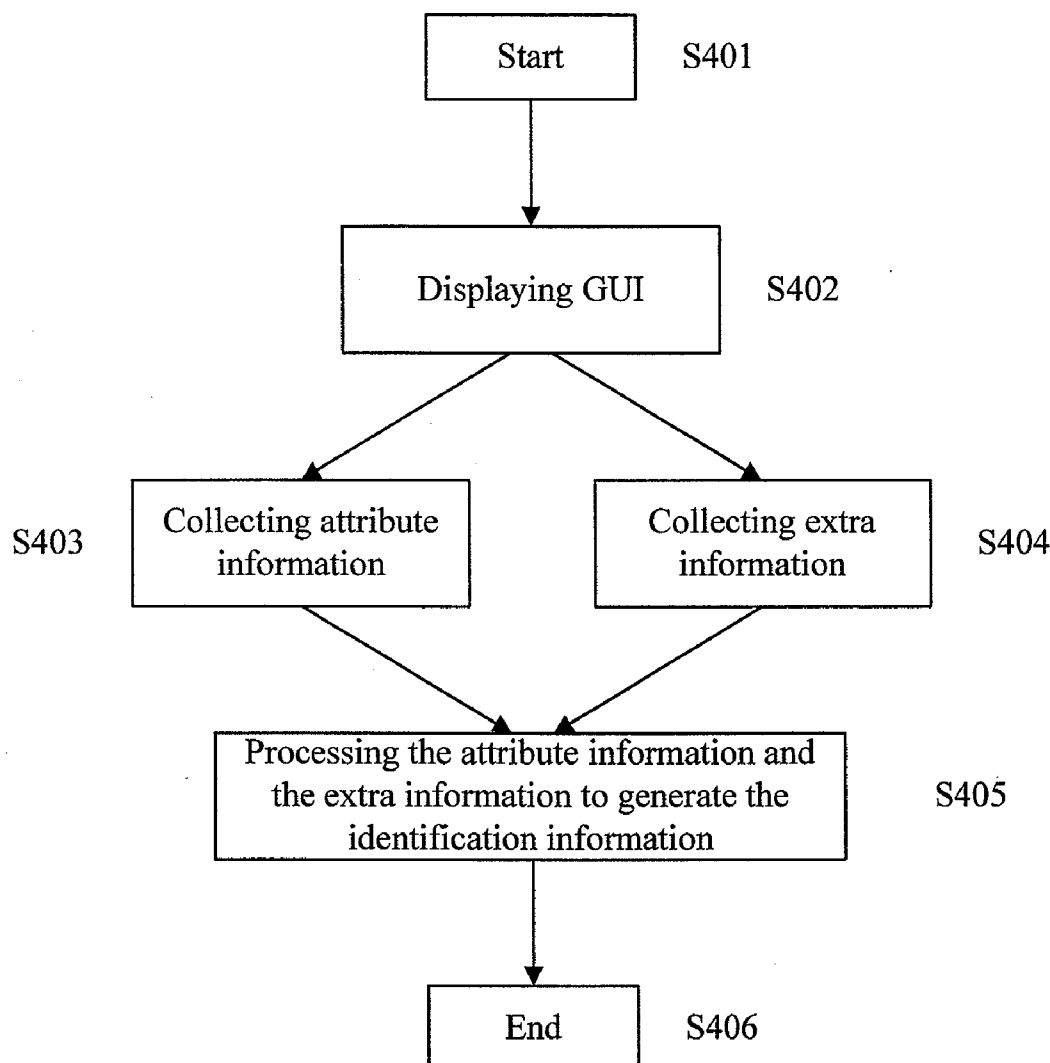 Start
S401
Displaying GUI
S402
S403
Collecting attribute
information
Collecting extra
information
S404
Processing the attribute information and
the extra information to generate the
identification information
S405
End
S406